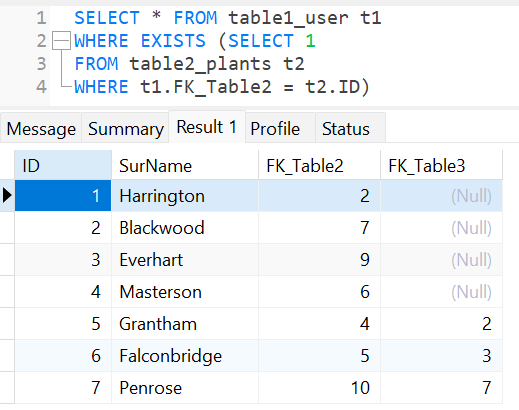 1 SELECT * FROM table1_user t1
2 WHERE EXISTS (SELECT 1
3 FROM table2_plants t2
4 WHERE t1.FK_Table2 = t2.ID)
Message Summary Result 1 Profile Status
ID SurName FK_Table2 FK_Table3
1 Harrington 2 (Null)
2 Blackwood 7 (Null)
3 Everhart 9 (Null)
4 Masterson 6 (Null)
5 Grantham 4 2
6 Falconbridge 5 3
7 Penrose 10 7